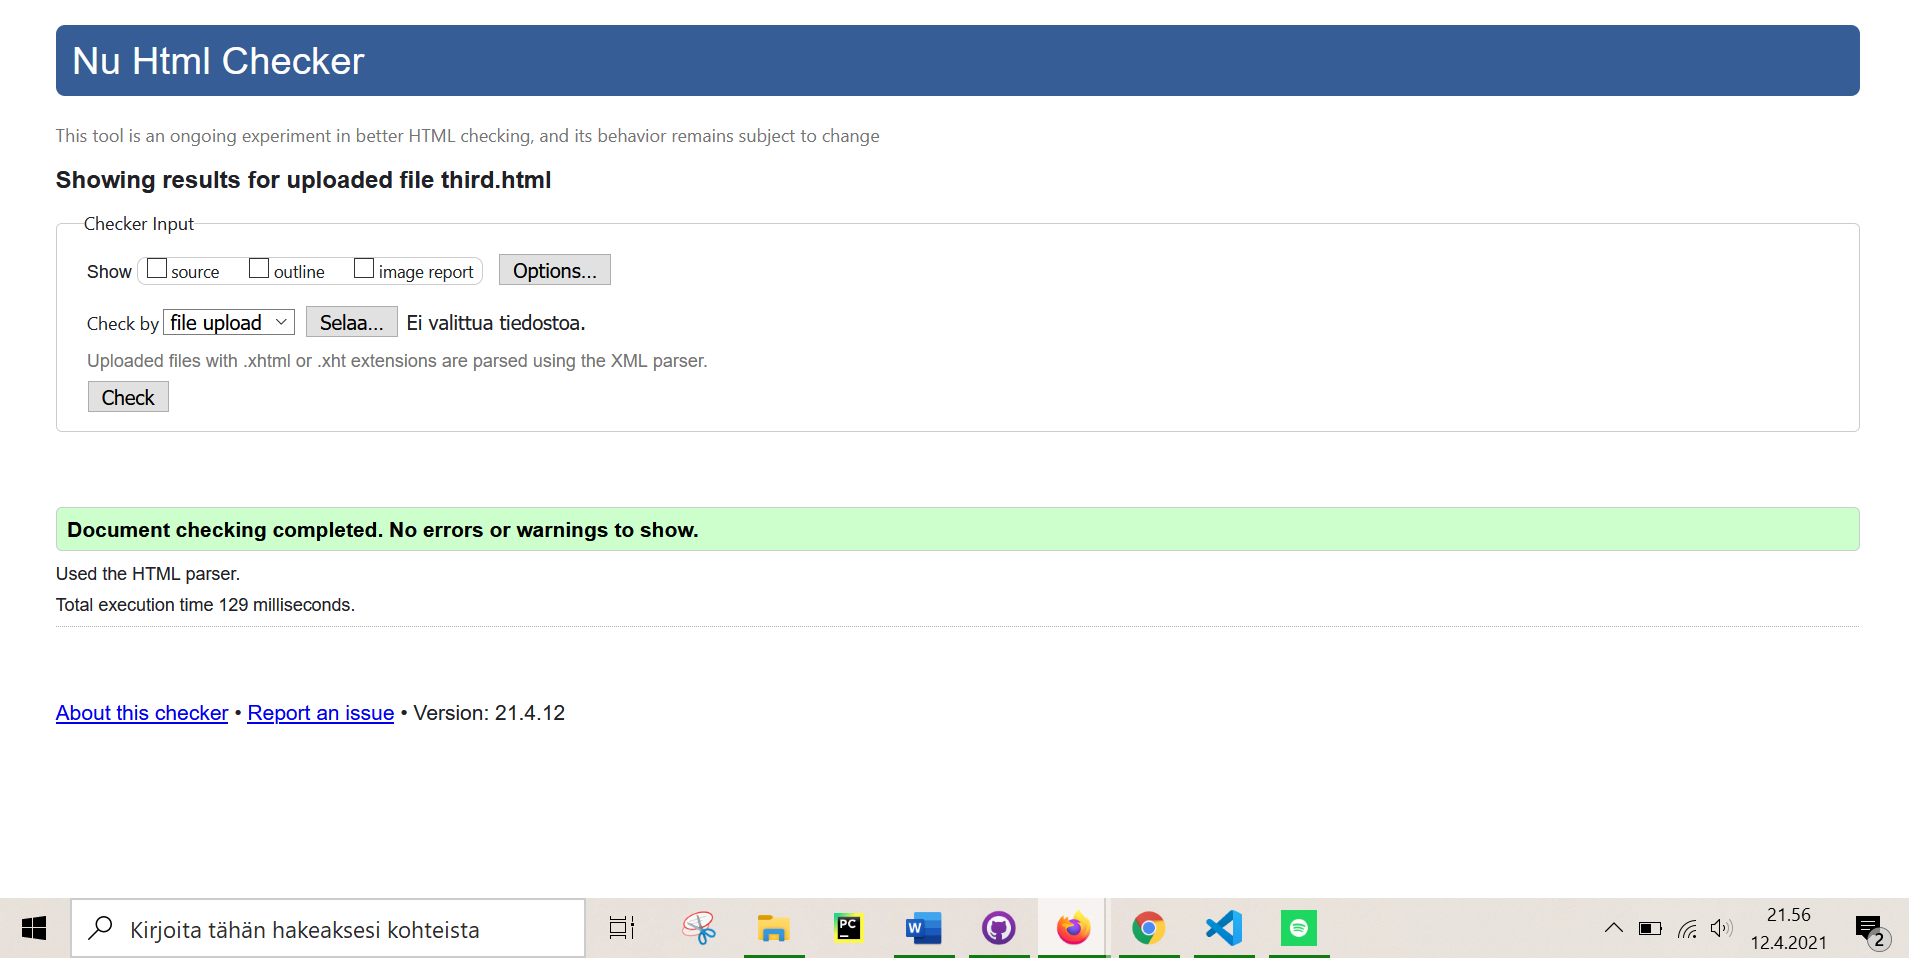 Nu Html Checker
This tool is an ongoing experiment in better HTML checking, and its behavior remains subject to change
Showing results for uploaded file third.html
Checker Input
Show source outline image report Options...
Check by file upload Selaa... Ei valittua tiedostoa.
Uploaded files with .xhtml or .xht extensions are parsed using the XML parser.
Check
Document checking completed. No errors or warnings to show.
Used the HTML parser.
Total execution time 129 milliseconds.
About this checker • Report an issue • Version: 21.4.12
Kirjoita tähän hakeaksesi kohteista
PC
W
21.56
12.4.2021
2